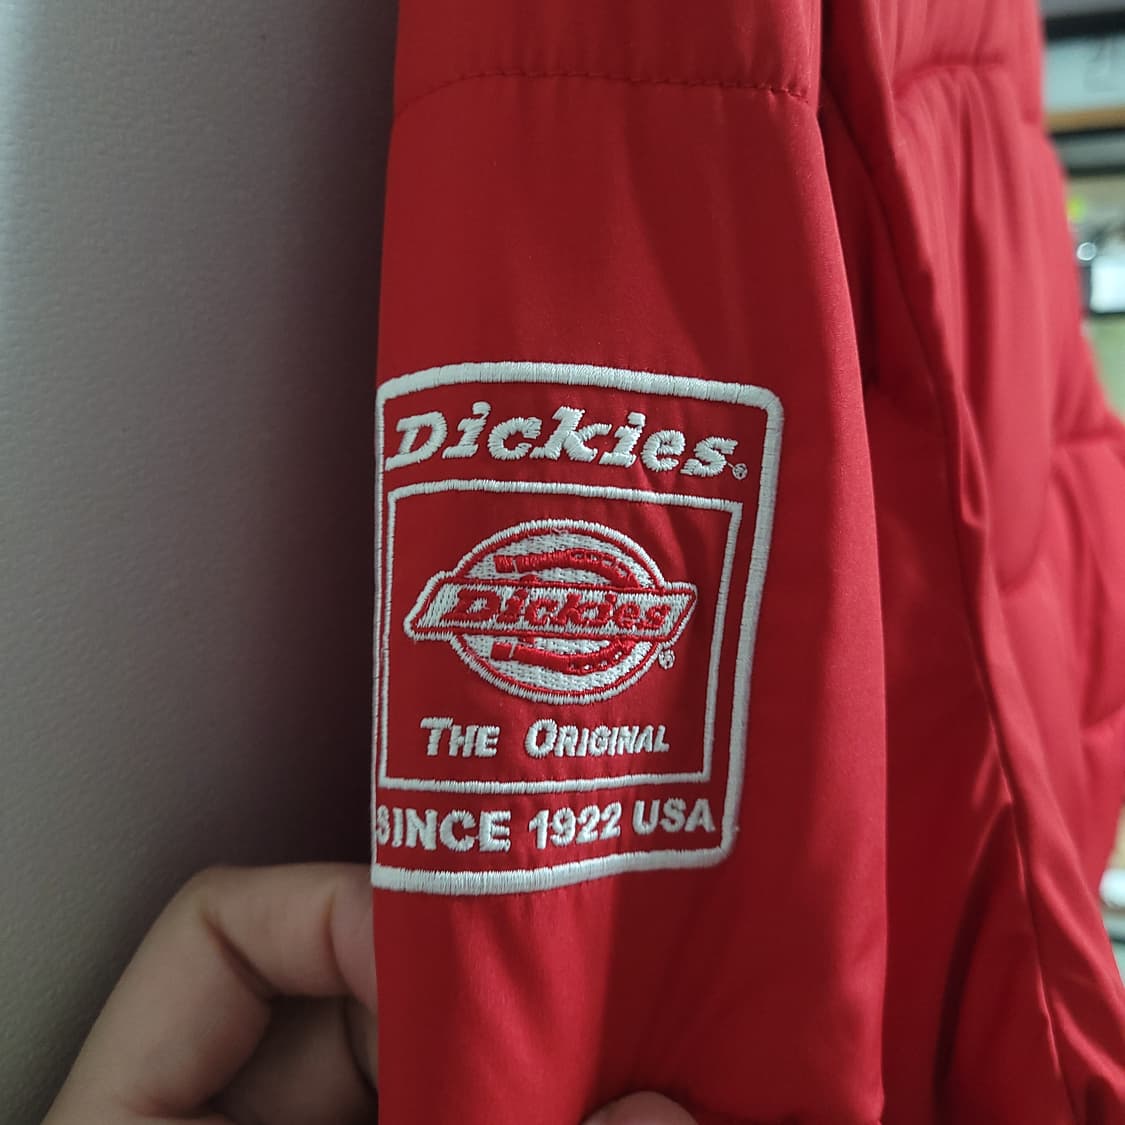 Dickies®
Dickies®
THE ORIGINAL
SINCE 1922 USA